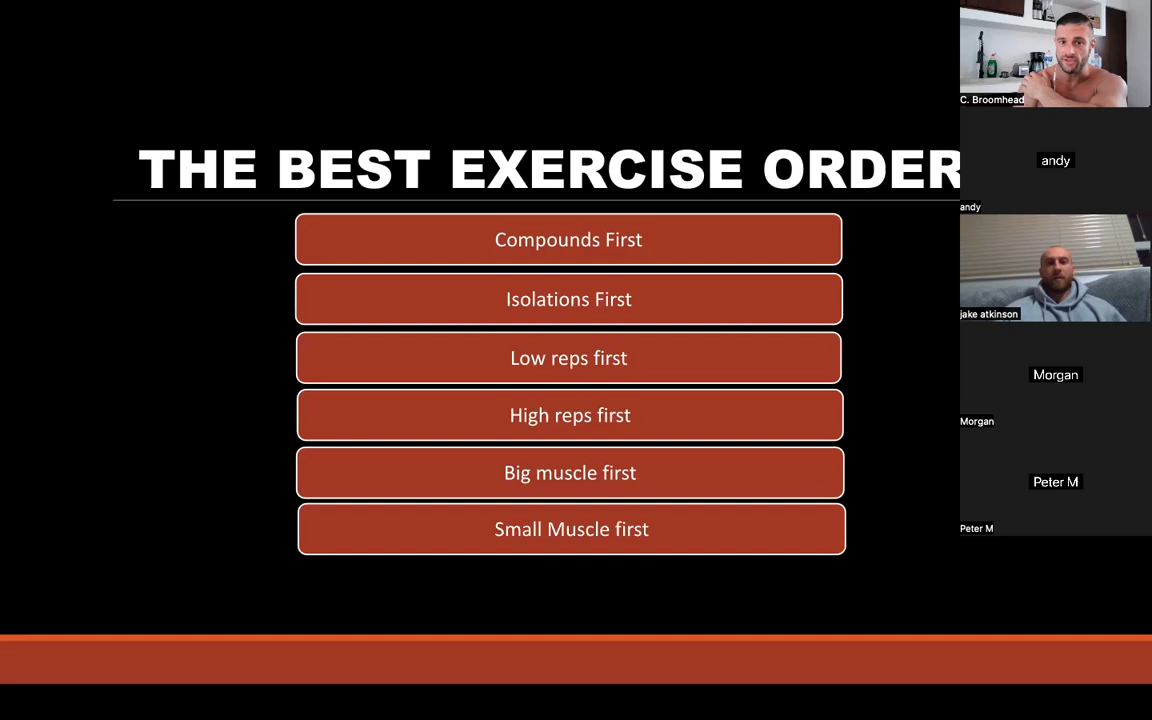 THE BEST EXERCISE ORDER
Compounds First
Isolations First
Low reps first
High reps first
Big muscle first
Small Muscle first
C. Broomhead
andy
andy
jake atkinson
Morgan
Morgan
Peter M
Peter M